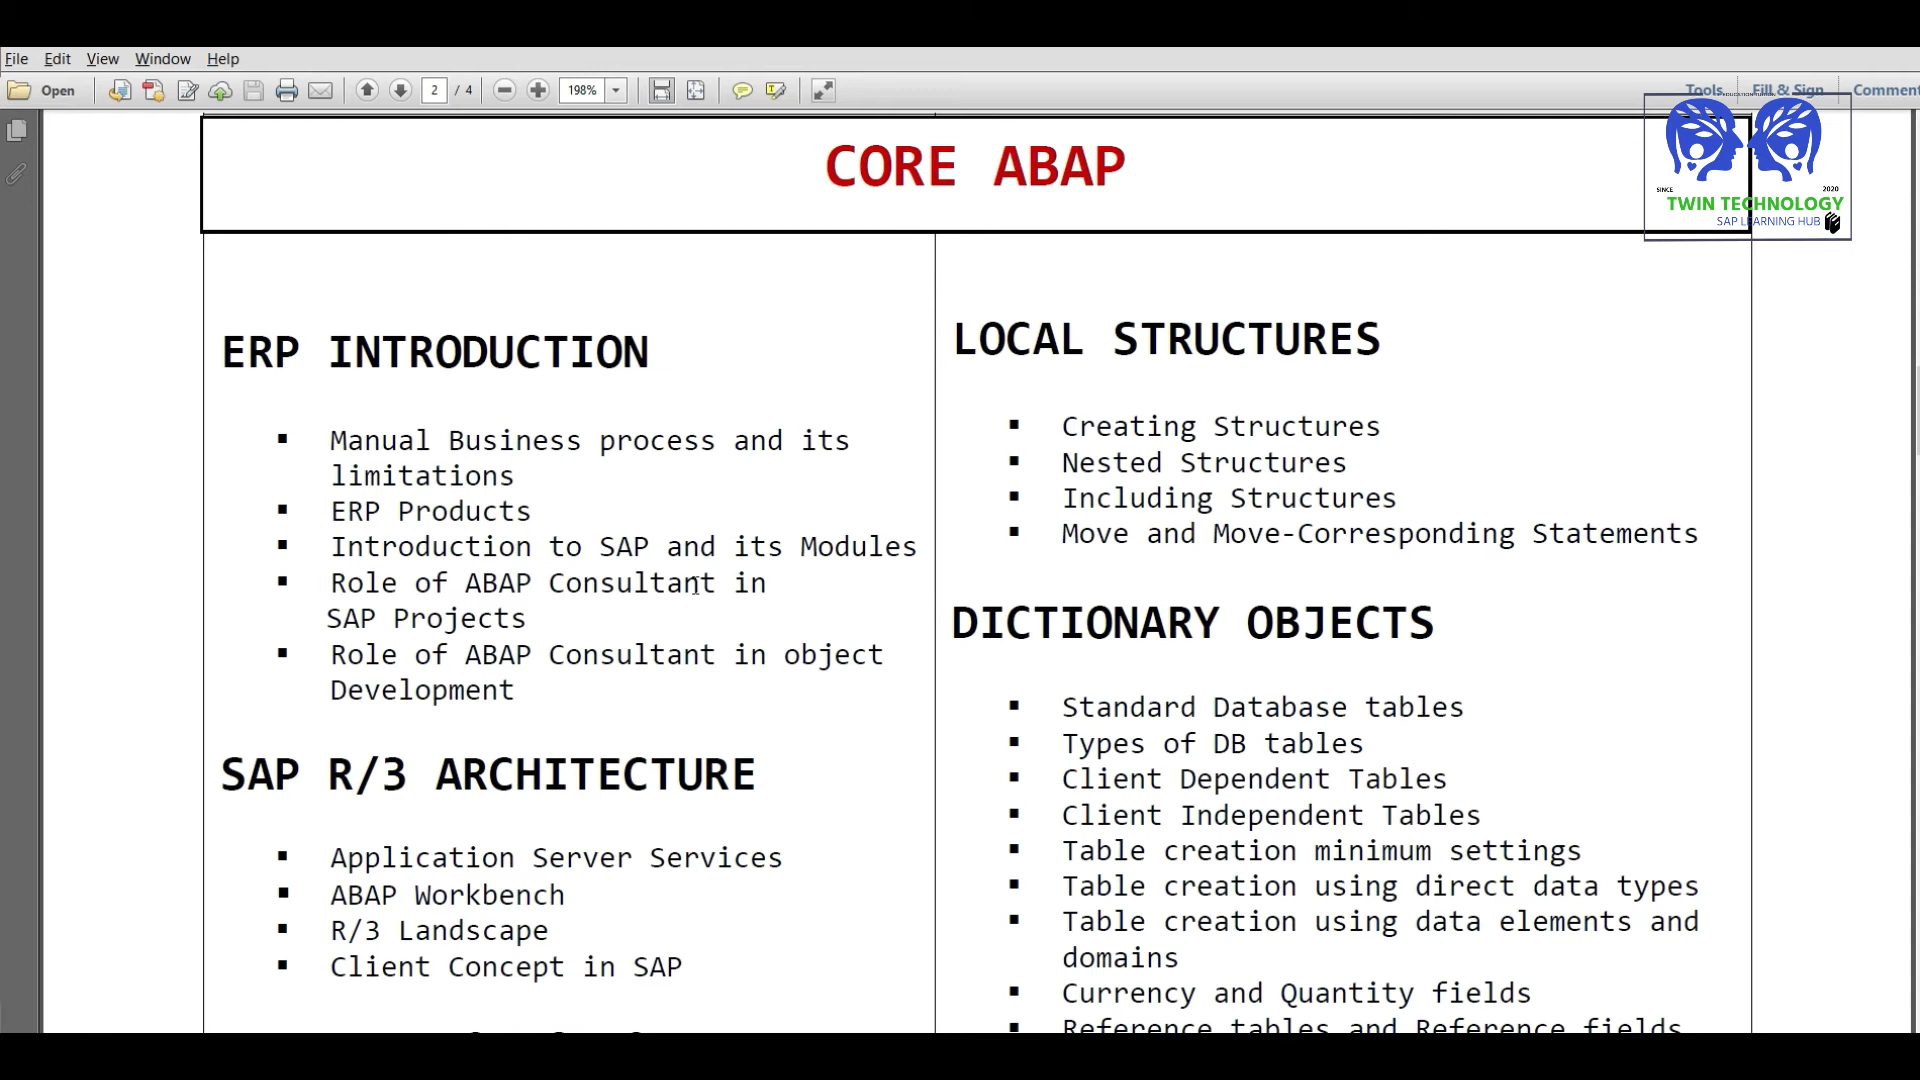 File Edit View Window Help
Open 2 / 4 198% Tools Fill & Sign Comment
CORE ABAP
SINCE 2020
TWIN TECHNOLOGY
SAP LEARNING HUB
ERP INTRODUCTION
▪ Manual Business process and its
limitations
▪ ERP Products
▪ Introduction to SAP and its Modules
▪ Role of ABAP Consultant in
SAP Projects
▪ Role of ABAP Consultant in object
Development
SAP R/3 ARCHITECTURE
▪ Application Server Services
▪ ABAP Workbench
▪ R/3 Landscape
▪ Client Concept in SAP
LOCAL STRUCTURES
▪ Creating Structures
▪ Nested Structures
▪ Including Structures
▪ Move and Move-Corresponding Statements
DICTIONARY OBJECTS
▪ Standard Database tables
▪ Types of DB tables
▪ Client Dependent Tables
▪ Client Independent Tables
▪ Table creation minimum settings
▪ Table creation using direct data types
▪ Table creation using data elements and
domains
▪ Currency and Quantity fields
▪ Reference tables and Reference fields